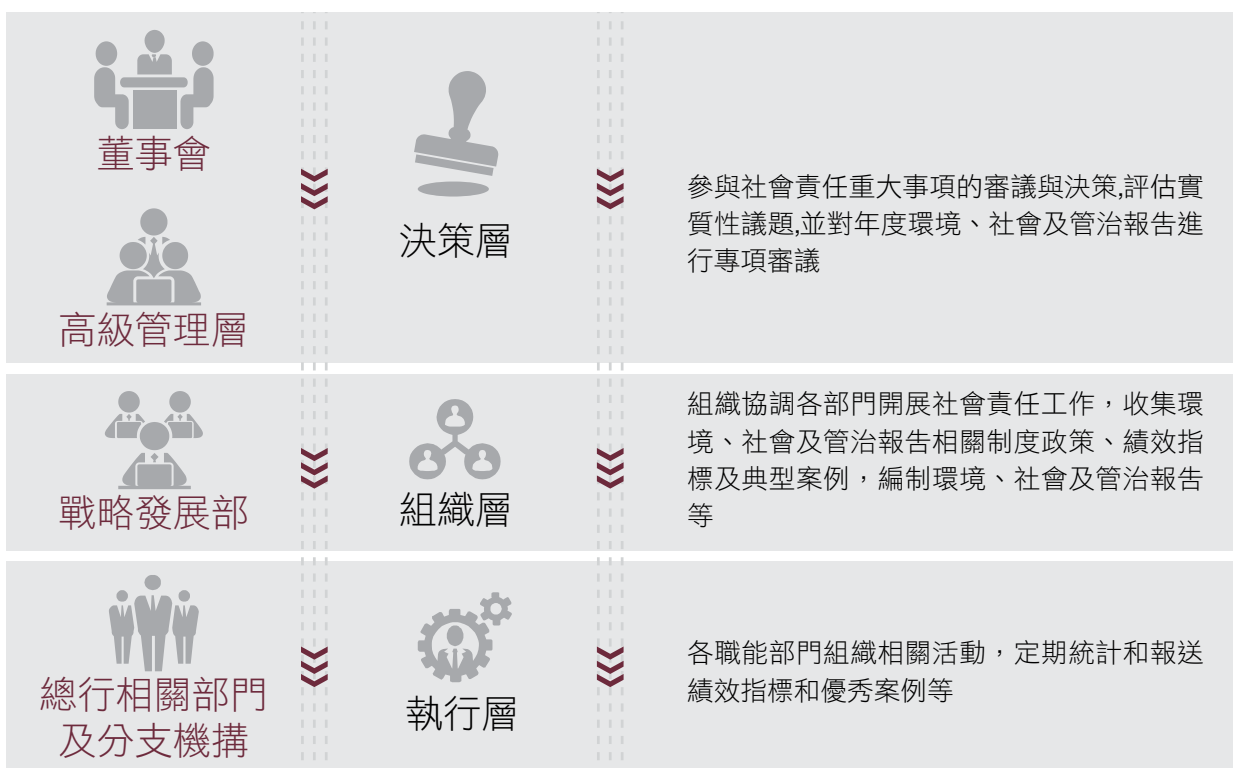 董事會
高級管理層
決策層
參與社會責任重大事項的審議與決策,評估實
質性議題,並對年度環境、社會及管治報告進
行專項審議
戰略發展部
組織層
組織協調各部門開展社會責任工作，收集環
境、社會及管治報告相關制度政策、績效指
標及典型案例，編制環境、社會及管治報告
等
總行相關部門
及分支機構
執行層
各職能部門組織相關活動，定期統計和報送
績效指標和優秀案例等